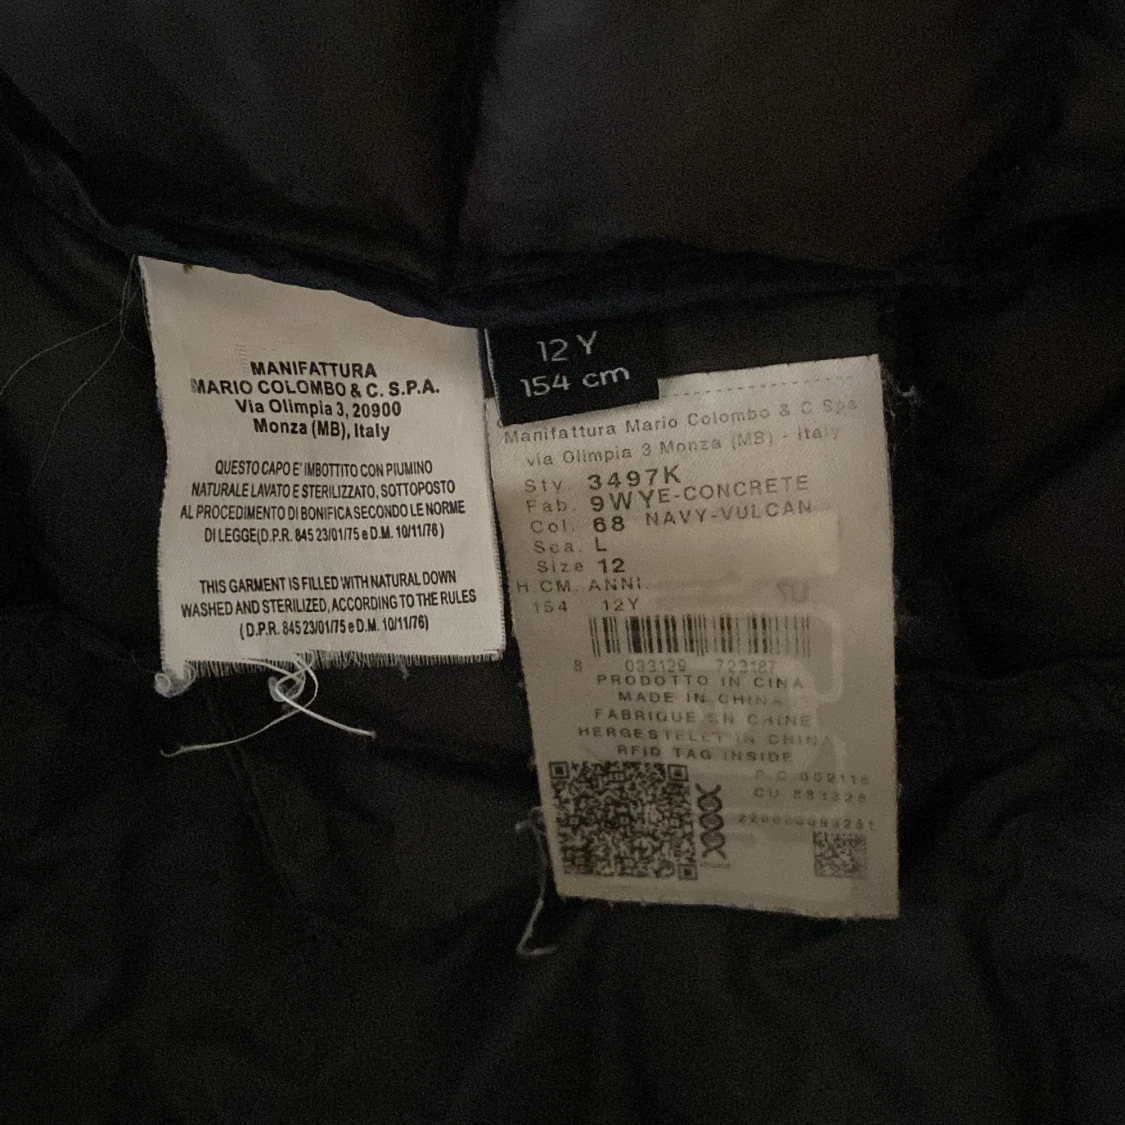 MANIFATTURA
MARIO COLOMBO & C. S.P.A.
Via Olimpia 3, 20900
Monza (MB), Italy
QUESTO CAPO E' IMBOTTITO CON PIUMINO
NATURALE LAVATO E STERILIZZATO, SOTTOPOSTO
AL PROCEDIMENTO DI BONIFICA SECONDO LE NORME
DI LEGGE(D.P.R. 845 23/01/75 e D.M. 10/11/76 )
THIS GARMENT IS FILLED WITH NATURAL DOWN
WASHED AND STERILIZED, ACCORDING TO THE RULES
( D.P.R. 845 23/01/75 e D.M. 10/11/76)
12 Y
154 cm
Manifattura Mario Colombo & C Spa
via Olimpia 3 Monza (MB) - Italy
Sty. 3497K
Fab. 9WYE-CONCRETE
Col. 68 NAVY-VULCAN
Sca. L
Size 12
H.CM. ANNI.
154 12Y
8 033129 723187
PRODOTTO IN CINA
MADE IN CHINA
FABRIQUE EN CHINE
HERGESTELLT IN CHINA
RFID TAG INSIDE
P.C 002116
CU